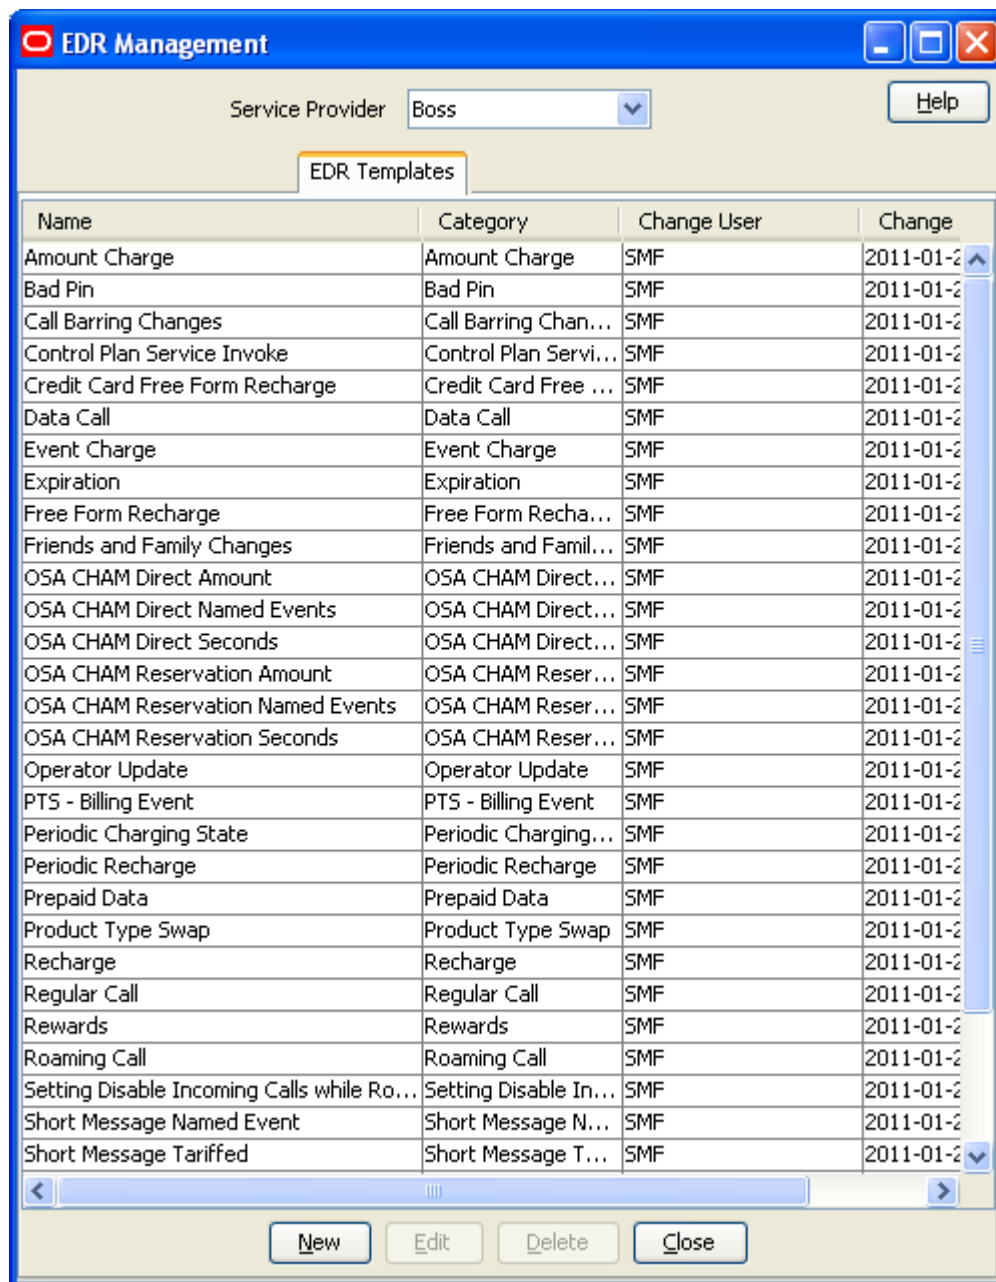 EDR Management
Service Provider Boss Help
EDR Templates
Name Category Change User Change
Amount Charge Amount Charge SMF 2011-01-2
Bad Pin Bad Pin SMF 2011-01-2
Call Barring Changes Call Barring Chan... SMF 2011-01-2
Control Plan Service Invoke Control Plan Servi... SMF 2011-01-2
Credit Card Free Form Recharge Credit Card Free ... SMF 2011-01-2
Data Call Data Call SMF 2011-01-2
Event Charge Event Charge SMF 2011-01-2
Expiration Expiration SMF 2011-01-2
Free Form Recharge Free Form Recha... SMF 2011-01-2
Friends and Family Changes Friends and Famil... SMF 2011-01-2
OSA CHAM Direct Amount OSA CHAM Direct... SMF 2011-01-2
OSA CHAM Direct Named Events OSA CHAM Direct... SMF 2011-01-2
OSA CHAM Direct Seconds OSA CHAM Direct... SMF 2011-01-2
OSA CHAM Reservation Amount OSA CHAM Reser... SMF 2011-01-2
OSA CHAM Reservation Named Events OSA CHAM Reser... SMF 2011-01-2
OSA CHAM Reservation Seconds OSA CHAM Reser... SMF 2011-01-2
Operator Update Operator Update SMF 2011-01-2
PTS - Billing Event PTS - Billing Event SMF 2011-01-2
Periodic Charging State Periodic Charging... SMF 2011-01-2
Periodic Recharge Periodic Recharge SMF 2011-01-2
Prepaid Data Prepaid Data SMF 2011-01-2
Product Type Swap Product Type Swap SMF 2011-01-2
Recharge Recharge SMF 2011-01-2
Regular Call Regular Call SMF 2011-01-2
Rewards Rewards SMF 2011-01-2
Roaming Call Roaming Call SMF 2011-01-2
Setting Disable Incoming Calls while Ro... Setting Disable In... SMF 2011-01-2
Short Message Named Event Short Message N... SMF 2011-01-2
Short Message Tariffed Short Message T... SMF 2011-01-2
New Edit Delete Close